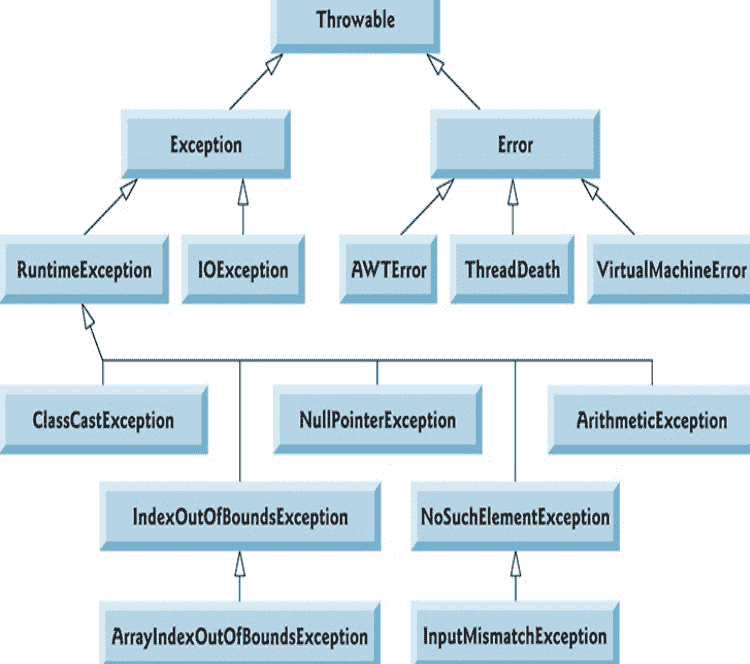 Throwable
Exception
Error
RuntimeException
IOException
AWTError
ThreadDeath
VirtualMachineError
ClassCastException
NullPointerException
ArithmeticException
IndexOutOfBoundsException
NoSuchElementException
ArrayIndexOutOfBoundsException
InputMismatchException